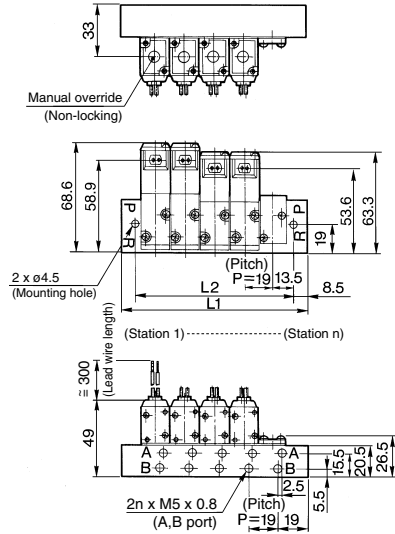 33
Manual override
(Non-locking)
68.6
58.9
P
R
P
R
19
53.6
63.3
2 x ø4.5
(Mounting hole)
(Pitch)
P=19 13.5
L2
8.5
L1
(Station 1) ---------------------- (Station n)
≈ 300
(Lead wire length)
49
A
B
A
B
15.5
20.5
26.5
2.5
5.5
2n x M5 x 0.8
(A,B port)
(Pitch)
P=19 19